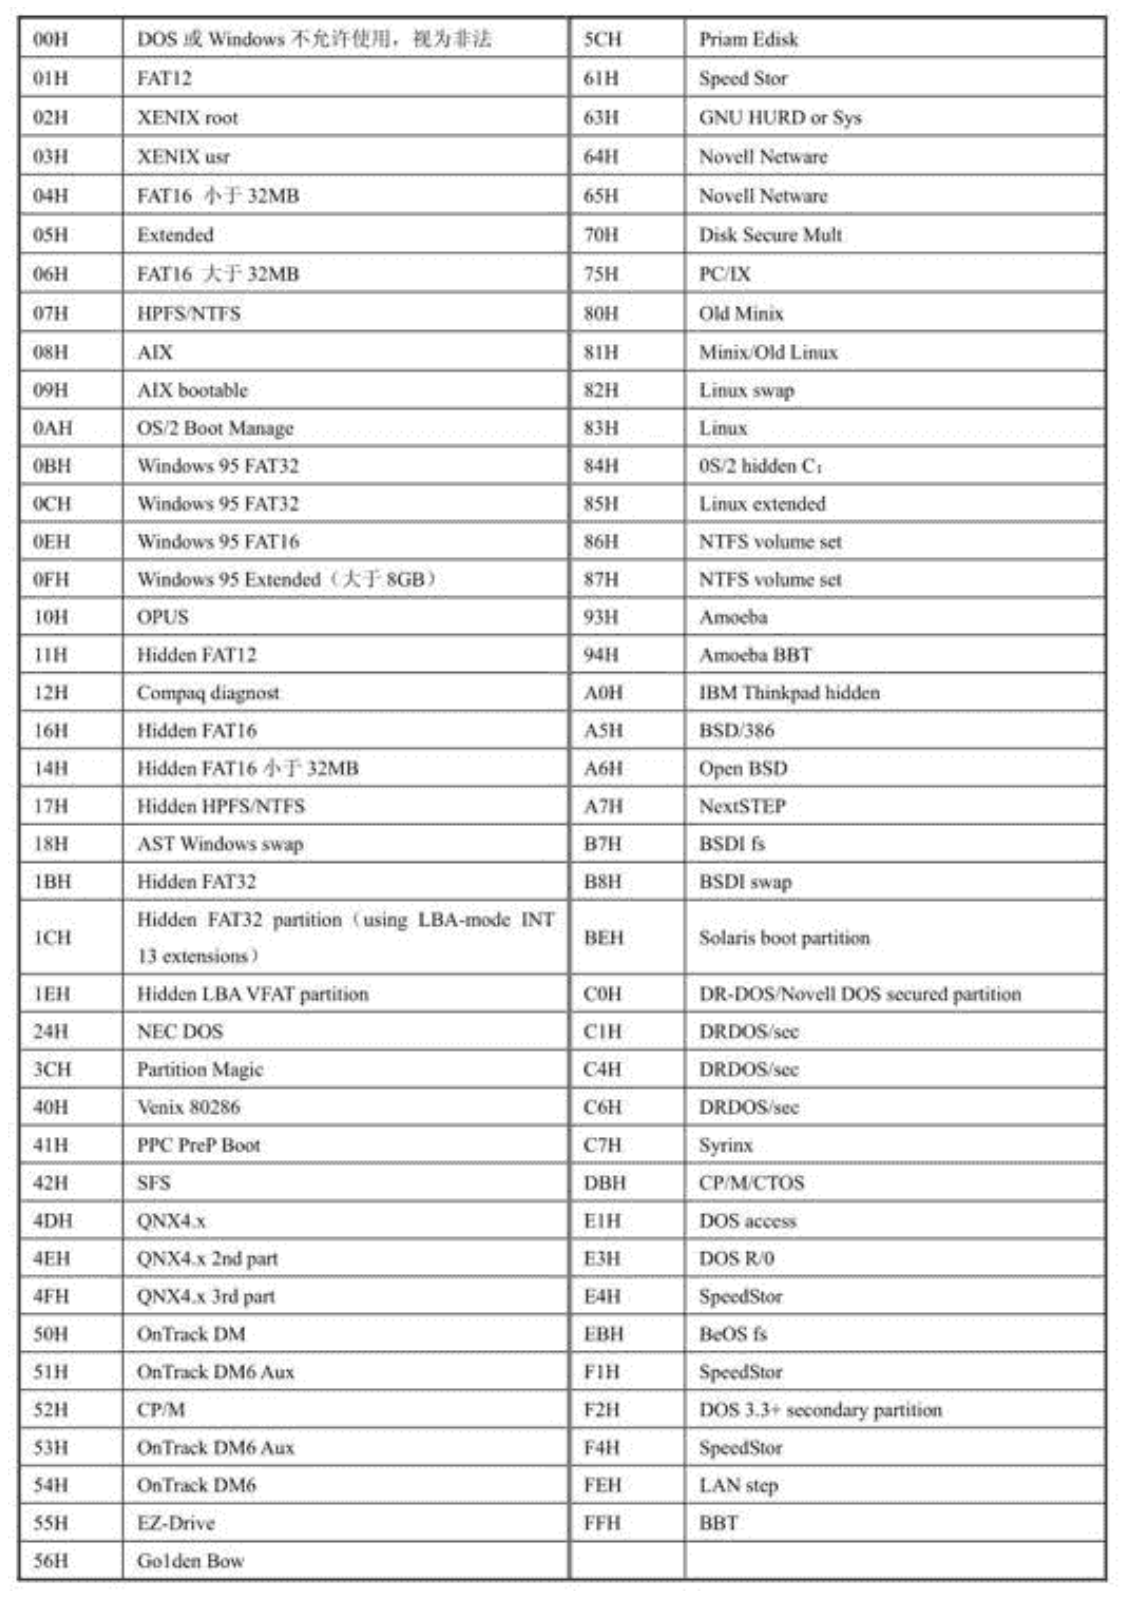 00H DOS 或 Windows 不允许使用，视为非法 5CH Priam Edisk
01H FAT12 61H Speed Stor
02H XENIX root 63H GNU HURD or Sys
03H XENIX usr 64H Novell Netware
04H FAT16 小于 32MB 65H Novell Netware
05H Extended 70H Disk Secure Mult
06H FAT16 大于 32MB 75H PC/IX
07H HPFS/NTFS 80H Old Minix
08H AIX 81H Minix/Old Linux
09H AIX bootable 82H Linux swap
0AH OS/2 Boot Manage 83H Linux
0BH Windows 95 FAT32 84H 0S/2 hidden C:
0CH Windows 95 FAT32 85H Linux extended
0EH Windows 95 FAT16 86H NTFS volume set
0FH Windows 95 Extended（大于 8GB） 87H NTFS volume set
10H OPUS 93H Amoeba
11H Hidden FAT12 94H Amoeba BBT
12H Compaq diagnost A0H IBM Thinkpad hidden
16H Hidden FAT16 A5H BSD/386
14H Hidden FAT16 小于 32MB A6H Open BSD
17H Hidden HPFS/NTFS A7H NextSTEP
18H AST Windows swap B7H BSDI fs
1BH Hidden FAT32 B8H BSDI swap
1CH Hidden FAT32 partition（using LBA-mode INT
13 extensions） BEH Solaris boot partition
1EH Hidden LBA VFAT partition C0H DR-DOS/Novell DOS secured partition
24H NEC DOS C1H DRDOS/sec
3CH Partition Magic C4H DRDOS/sec
40H Venix 80286 C6H DRDOS/sec
41H PPC PreP Boot C7H Syrinx
42H SFS DBH CP/M/CTOS
4DH QNX4.x E1H DOS access
4EH QNX4.x 2nd part E3H DOS R/0
4FH QNX4.x 3rd part E4H SpeedStor
50H OnTrack DM EBH BeOS fs
51H OnTrack DM6 Aux F1H SpeedStor
52H CP/M F2H DOS 3.3+ secondary partition
53H OnTrack DM6 Aux F4H SpeedStor
54H OnTrack DM6 FEH LAN step
55H EZ-Drive FFH BBT
56H Go1den Bow